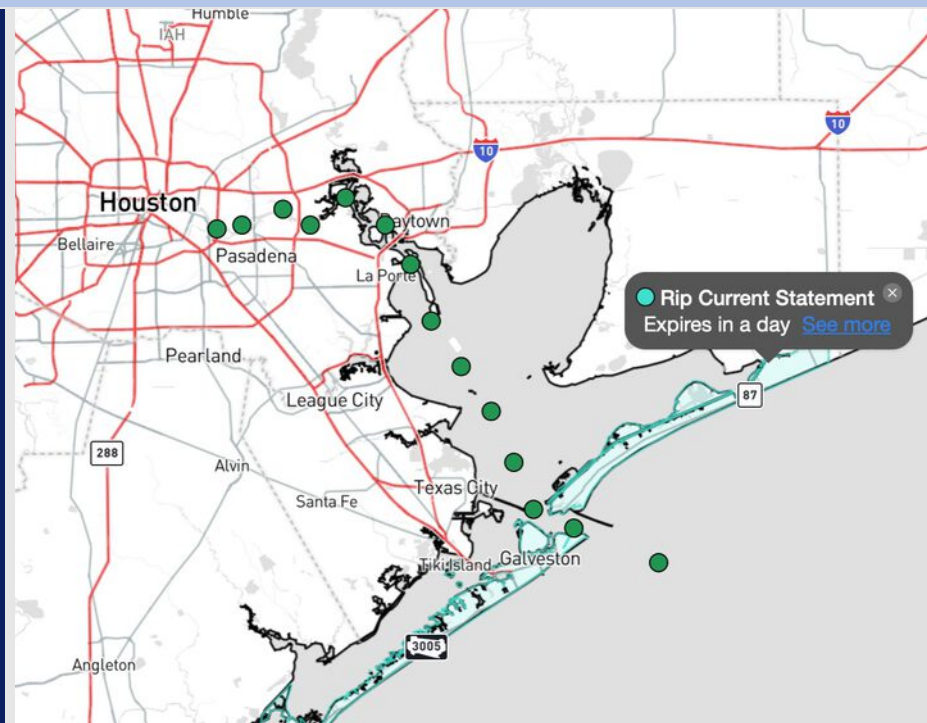 Humble
IAH
10
10
Houston
Baytown
Bellaire
Pasadena
La Porte
Rip Current Statement
Expires in a day See more
Pearland
87
League City
288
Alvin
Texas City
Santa Fe
Tiki Island
Galveston
3005
Angleton